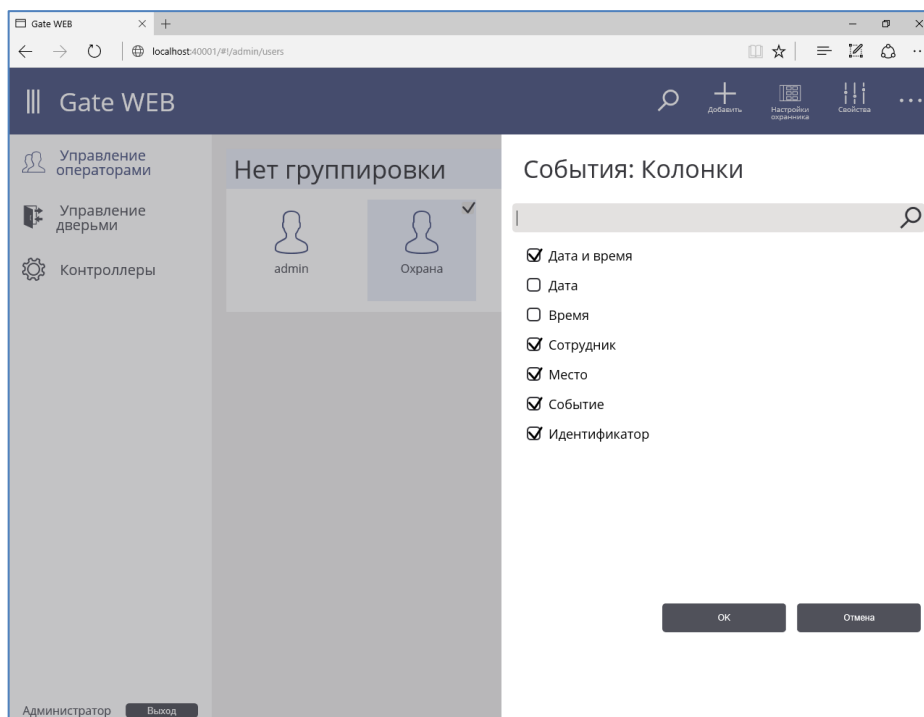 Gate WEB
localhost:40001/#!/admin/users
Gate WEB
Добавить
Настройки
охранника
Свойства
Управление
операторами
Управление
дверьми
Контроллеры
Нет группировки
admin
Охрана
События: Колонки
Дата и время
Дата
Время
Сотрудник
Место
Событие
Идентификатор
OK
Отмена
Администратор
Выход